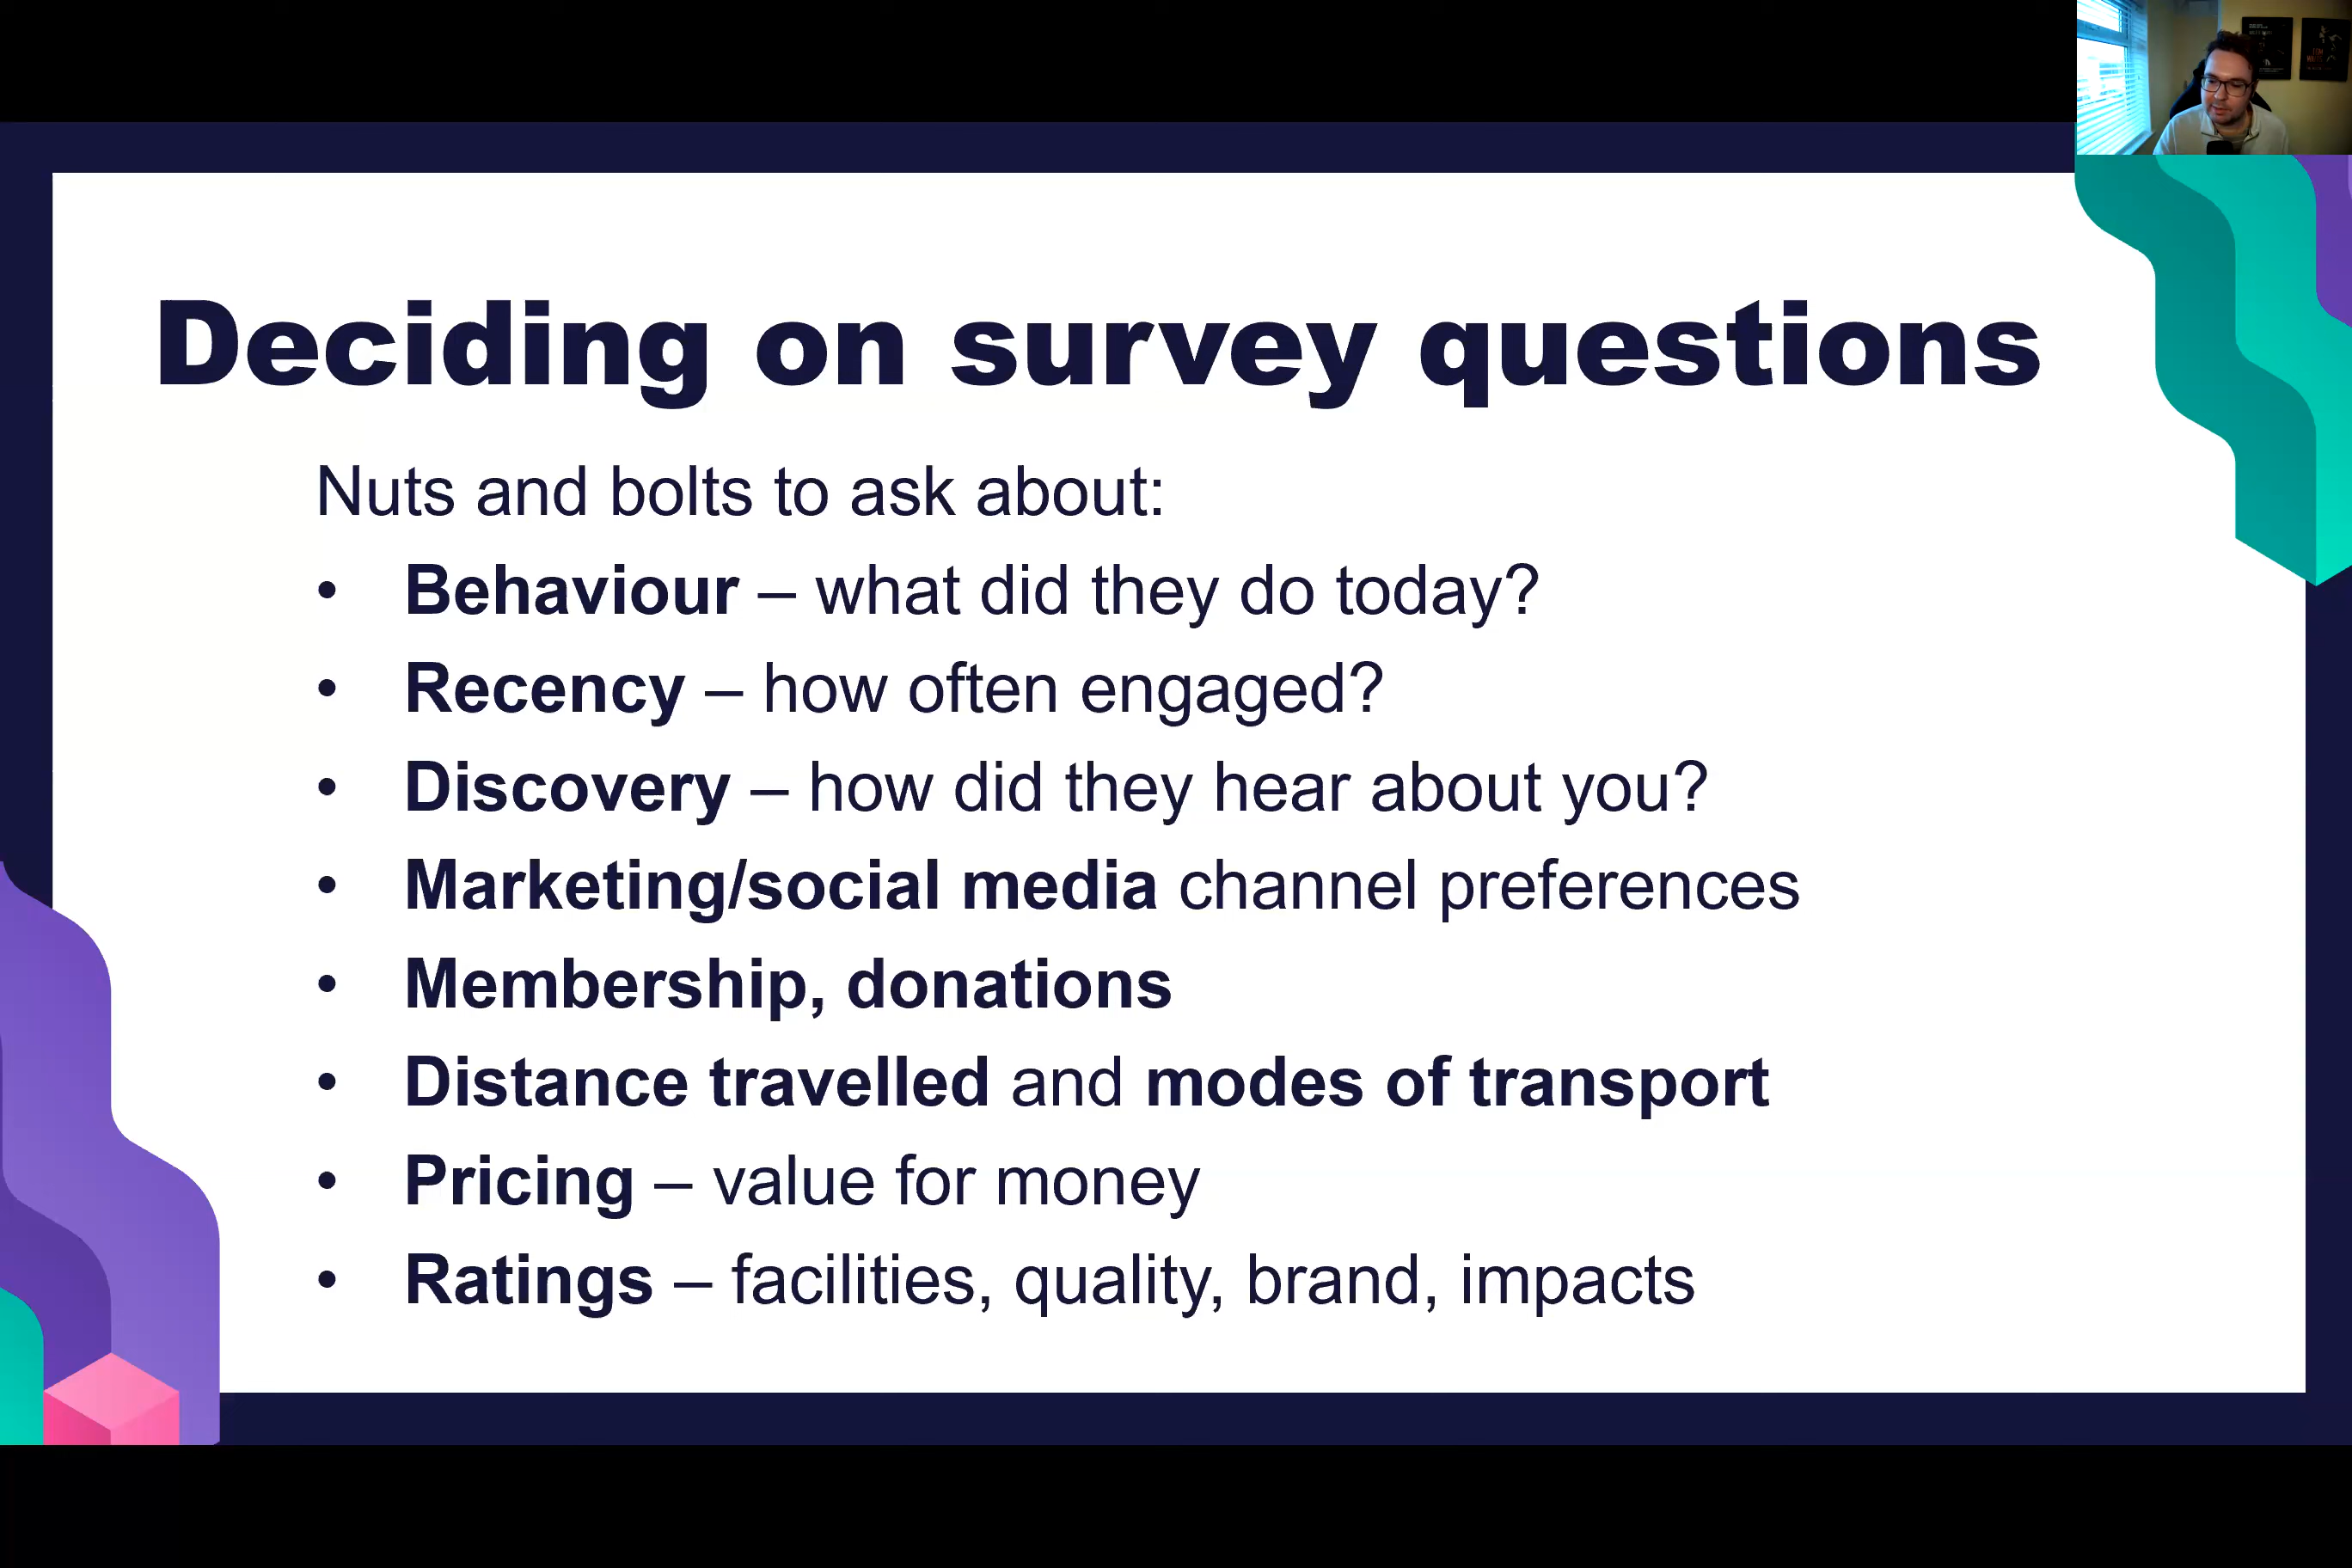 Deciding on survey questions
Nuts and bolts to ask about:
• Behaviour – what did they do today?
• Recency – how often engaged?
• Discovery – how did they hear about you?
• Marketing/social media channel preferences
• Membership, donations
• Distance travelled and modes of transport
• Pricing – value for money
• Ratings – facilities, quality, brand, impacts